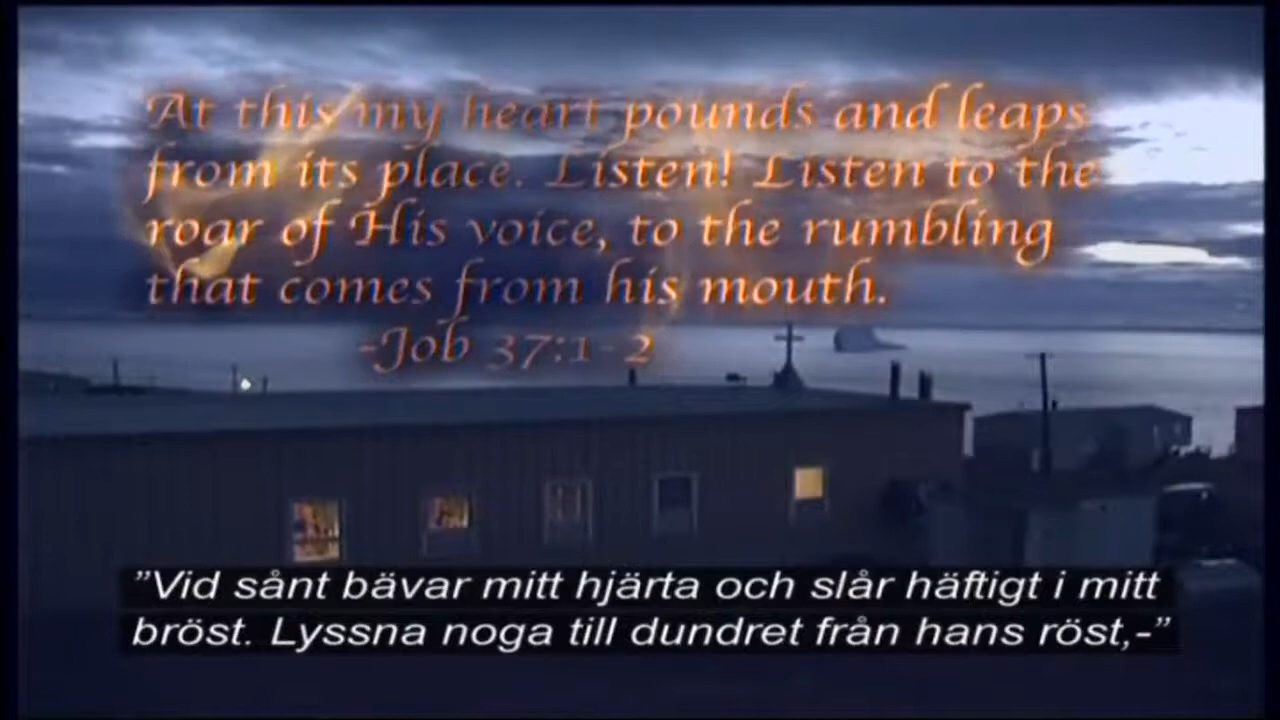 At this my heart pounds and leaps
from its place. Listen! Listen to the
roar of His voice, to the rumbling
that comes from his mouth.
-Job 37:1-2
”Vid sånt bävar mitt hjärta och slår häftigt i mitt
bröst. Lyssna noga till dundret från hans röst,-”